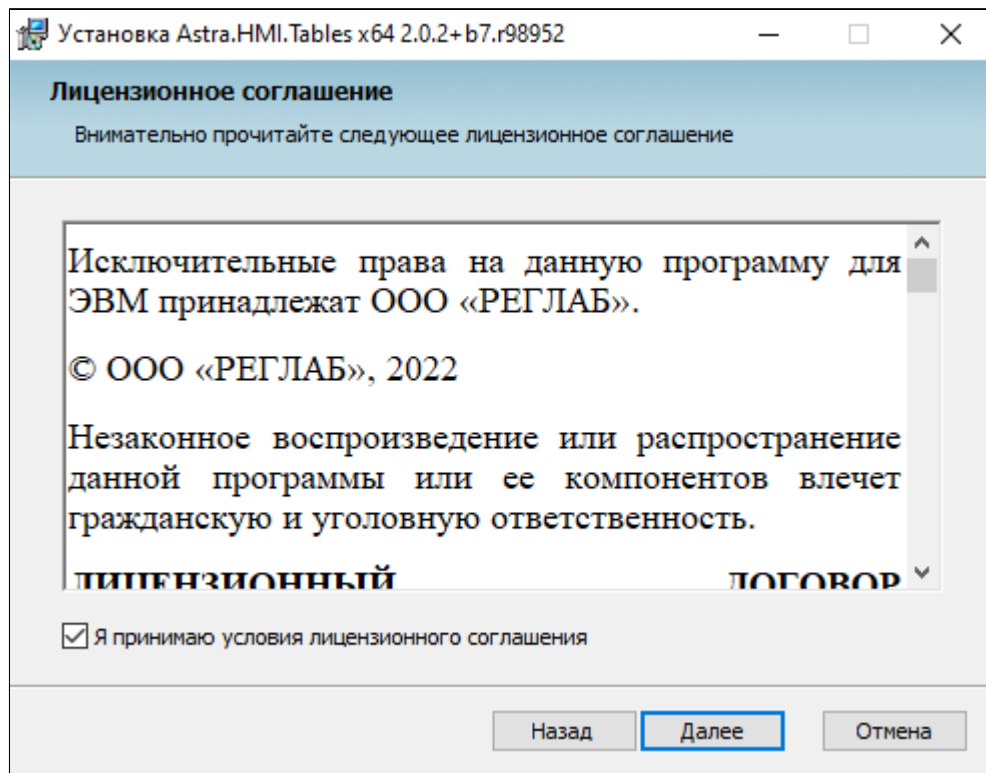 Установка Astra.HMI.Tables x64 2.0.2+b7.r98952
Лицензионное соглашение
Внимательно прочитайте следующее лицензионное соглашение
Исключительные права на данную программу для
ЭВМ принадлежат ООО «РЕГЛАБ».
© ООО «РЕГЛАБ», 2022
Незаконное воспроизведение или распространение
данной программы или ее компонентов влечет
гражданскую и уголовную ответственность.
ЛИЦЕНЗИОННЫЙ ДОГОВОР
Я принимаю условия лицензионного соглашения
Назад Далее Отмена